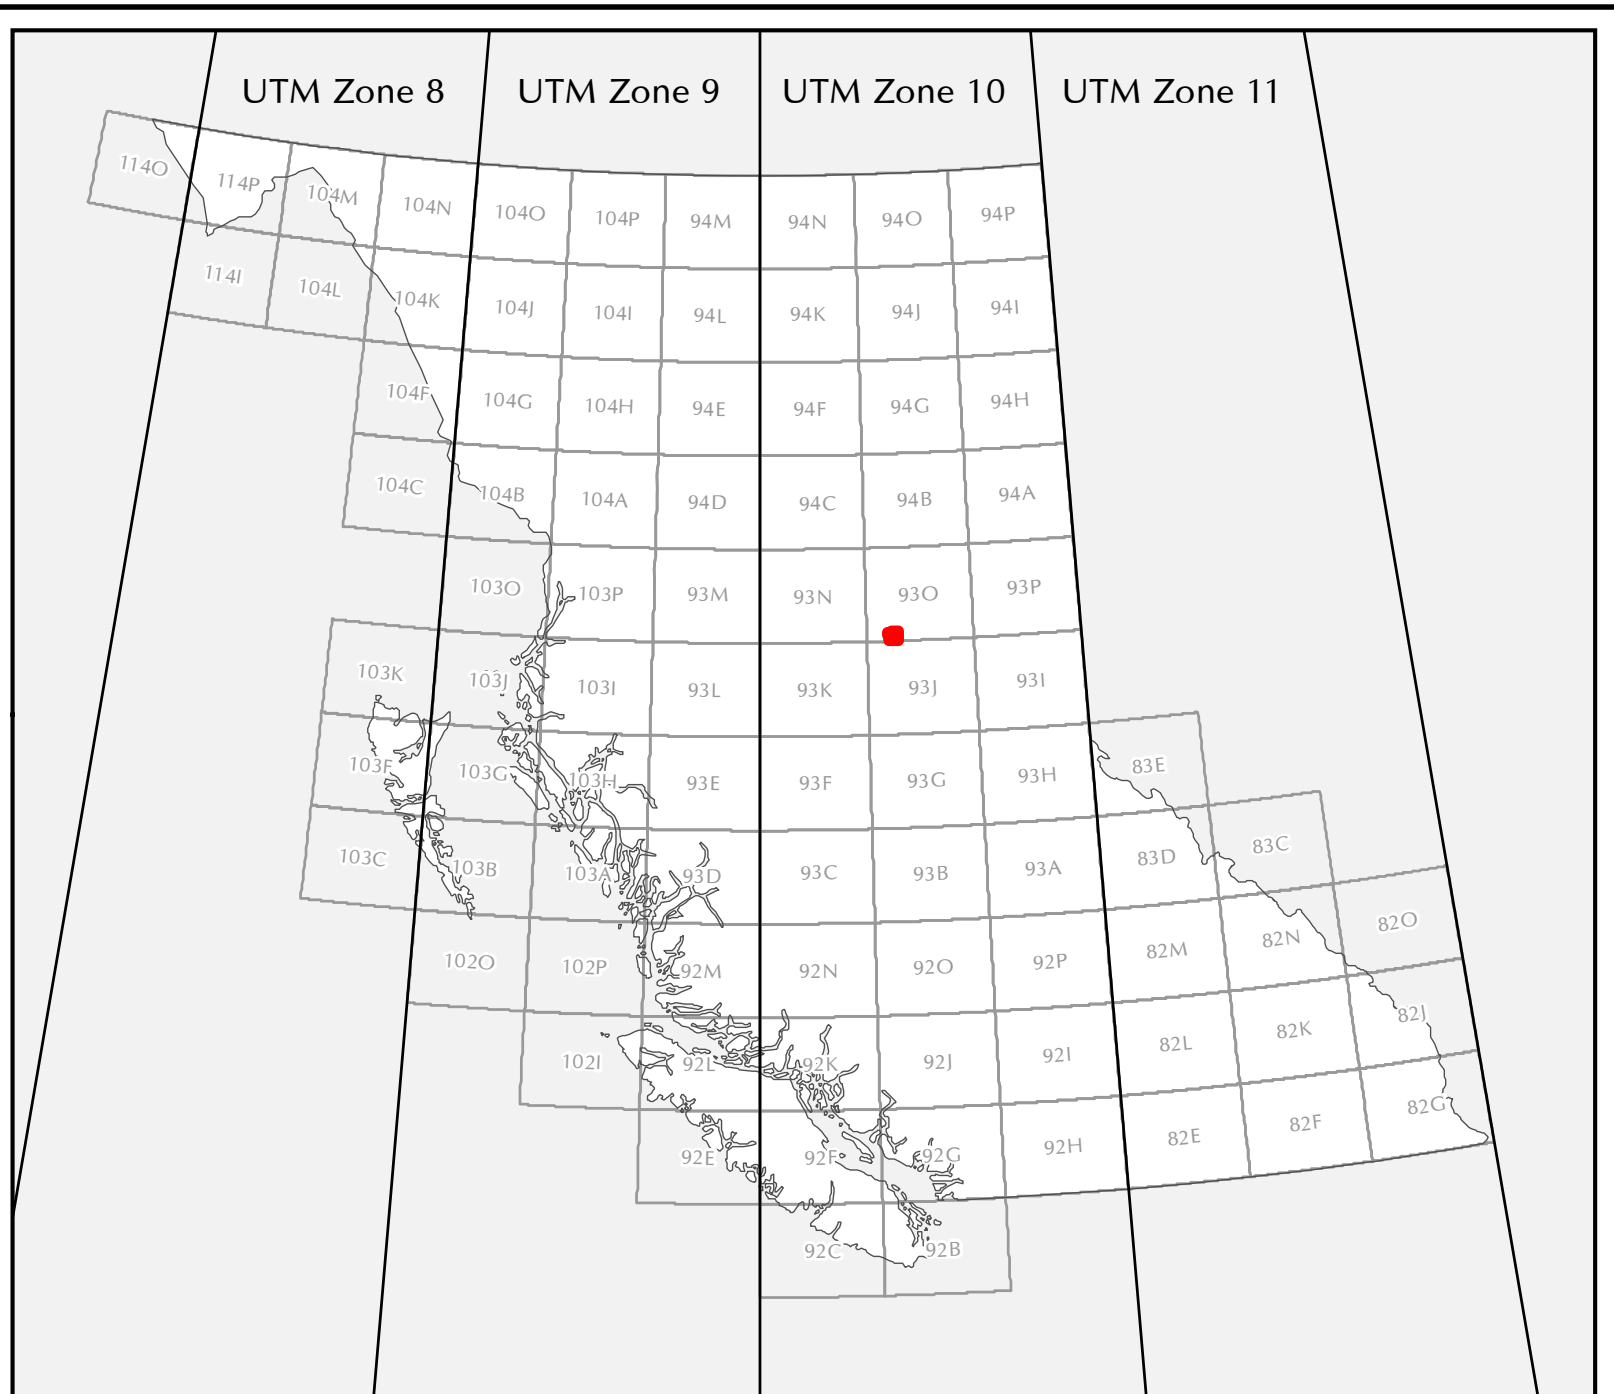 UTM Zone 8 UTM Zone 9 UTM Zone 10 UTM Zone 11
114O 114P 104M 104N 104O 104P 94M 94N 94O 94P
114I 104L 104K 104J 104I 94L 94K 94J 94I
104F 104G 104H 94E 94F 94G 94H
104C 104B 104A 94D 94C 94B 94A
103O 103P 93M 93N 93O 93P
103K 103J 103I 93L 93K 93J 93I
103F 103G 103H 93E 93F 93G 93H 83E
103C 103B 103A 93D 93C 93B 93A 83D 83C
102O 102P 92M 92N 92O 92P 82M 82N 82O
102I 92L 92K 92J 92I 82L 82K 82J
92E 92F 92G 92H 82E 82F 82G
92C 92B